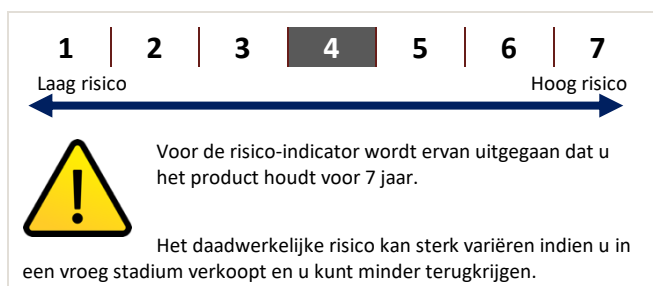 1 2 3 4 5 6 7
Laag risico Hoog risico
Voor de risico-indicator wordt ervan uitgegaan dat u
het product houdt voor 7 jaar.
Het daadwerkelijke risico kan sterk variëren indien u in
een vroeg stadium verkoopt en u kunt minder terugkrijgen.